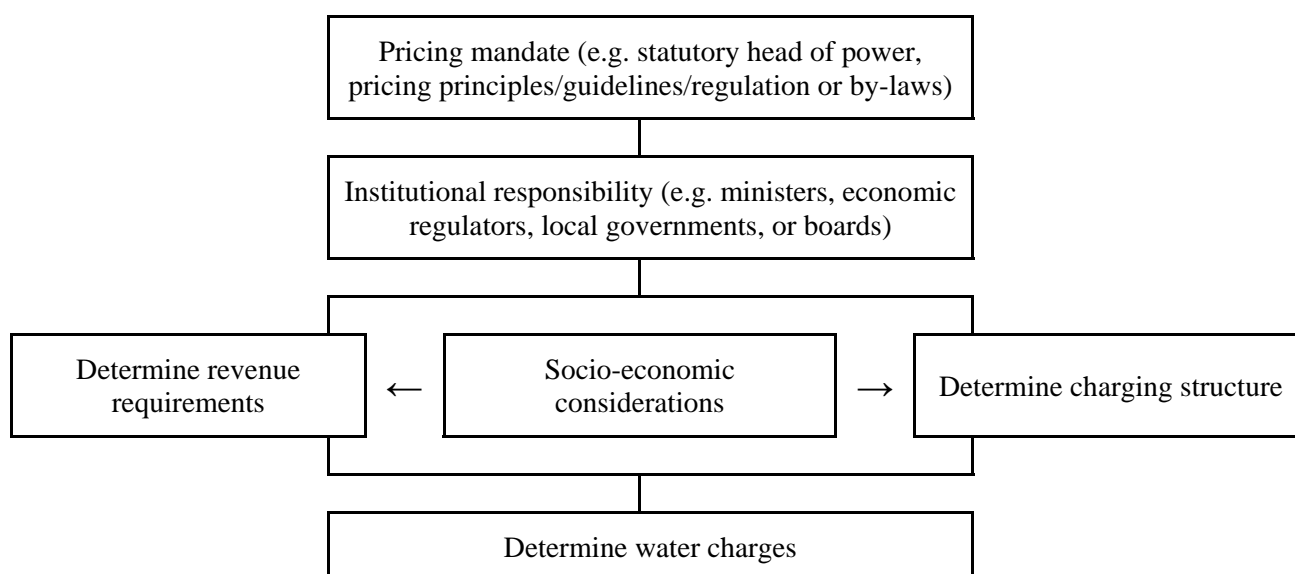 Pricing mandate (e.g. statutory head of power,
pricing principles/guidelines/regulation or by-laws)
Institutional responsibility (e.g. ministers, economic
regulators, local governments, or boards)
Determine revenue
requirements
←
Socio-economic
considerations
→
Determine charging structure
Determine water charges